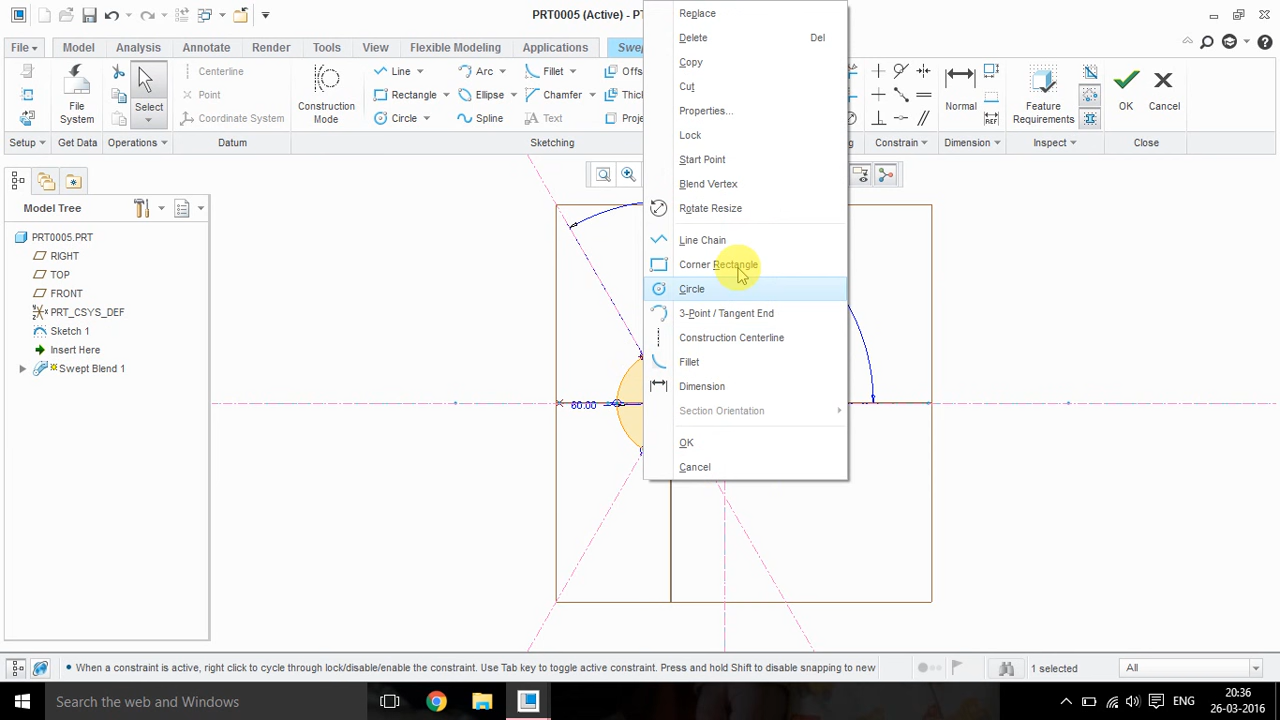 PRT0005 (Active) - P
File
Model
Analysis
Annotate
Render
Tools
View
Flexible Modeling
Applications
Swep
File System
Select
Centerline
Point
Coordinate System
Construction Mode
Line
Arc
Fillet
Offs
Rectangle
Ellipse
Chamfer
Thic
Circle
Spline
Text
Proje
Normal
Feature Requirements
OK
Cancel
Setup
Get Data
Operations
Datum
Sketching
Constrain
Dimension
Inspect
Close
Replace
Delete Del
Copy
Cut
Properties...
Lock
Start Point
Blend Vertex
Rotate Resize
Line Chain
Corner Rectangle
Circle
3-Point / Tangent End
Construction Centerline
Fillet
Dimension
Section Orientation
OK
Cancel
Model Tree
PRT0005.PRT
RIGHT
TOP
FRONT
PRT_CSYS_DEF
Sketch 1
Insert Here
Swept Blend 1
60.00
When a constraint is active, right click to cycle through lock/disable/enable the constraint. Use Tab key to toggle active constraint. Press and hold Shift to disable snapping to new
1 selected
All
Search the web and Windows
ENG
20:36
26-03-2016